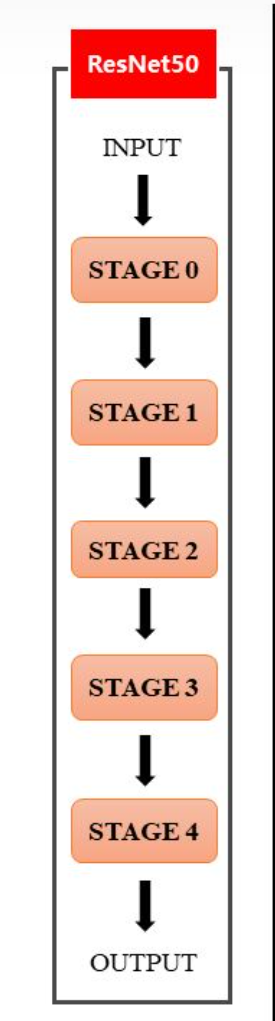 ResNet50
INPUT
STAGE 0
STAGE 1
STAGE 2
STAGE 3
STAGE 4
OUTPUT